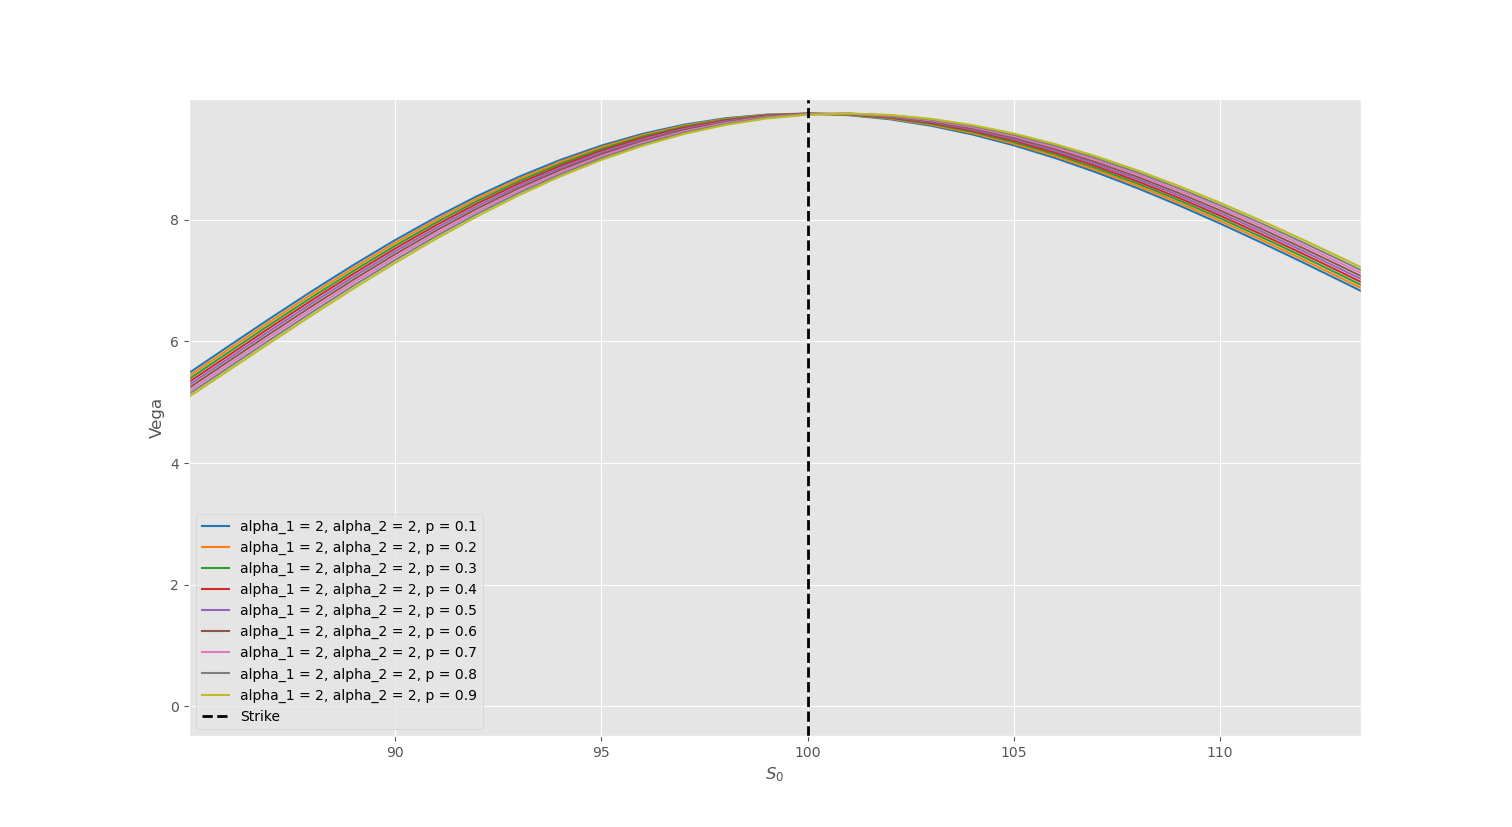 Vega
8
6
4
2
0
alpha_1 = 2, alpha_2 = 2, p = 0.1
alpha_1 = 2, alpha_2 = 2, p = 0.2
alpha_1 = 2, alpha_2 = 2, p = 0.3
alpha_1 = 2, alpha_2 = 2, p = 0.4
alpha_1 = 2, alpha_2 = 2, p = 0.5
alpha_1 = 2, alpha_2 = 2, p = 0.6
alpha_1 = 2, alpha_2 = 2, p = 0.7
alpha_1 = 2, alpha_2 = 2, p = 0.8
alpha_1 = 2, alpha_2 = 2, p = 0.9
Strike
90 95 100 105 110
S₀